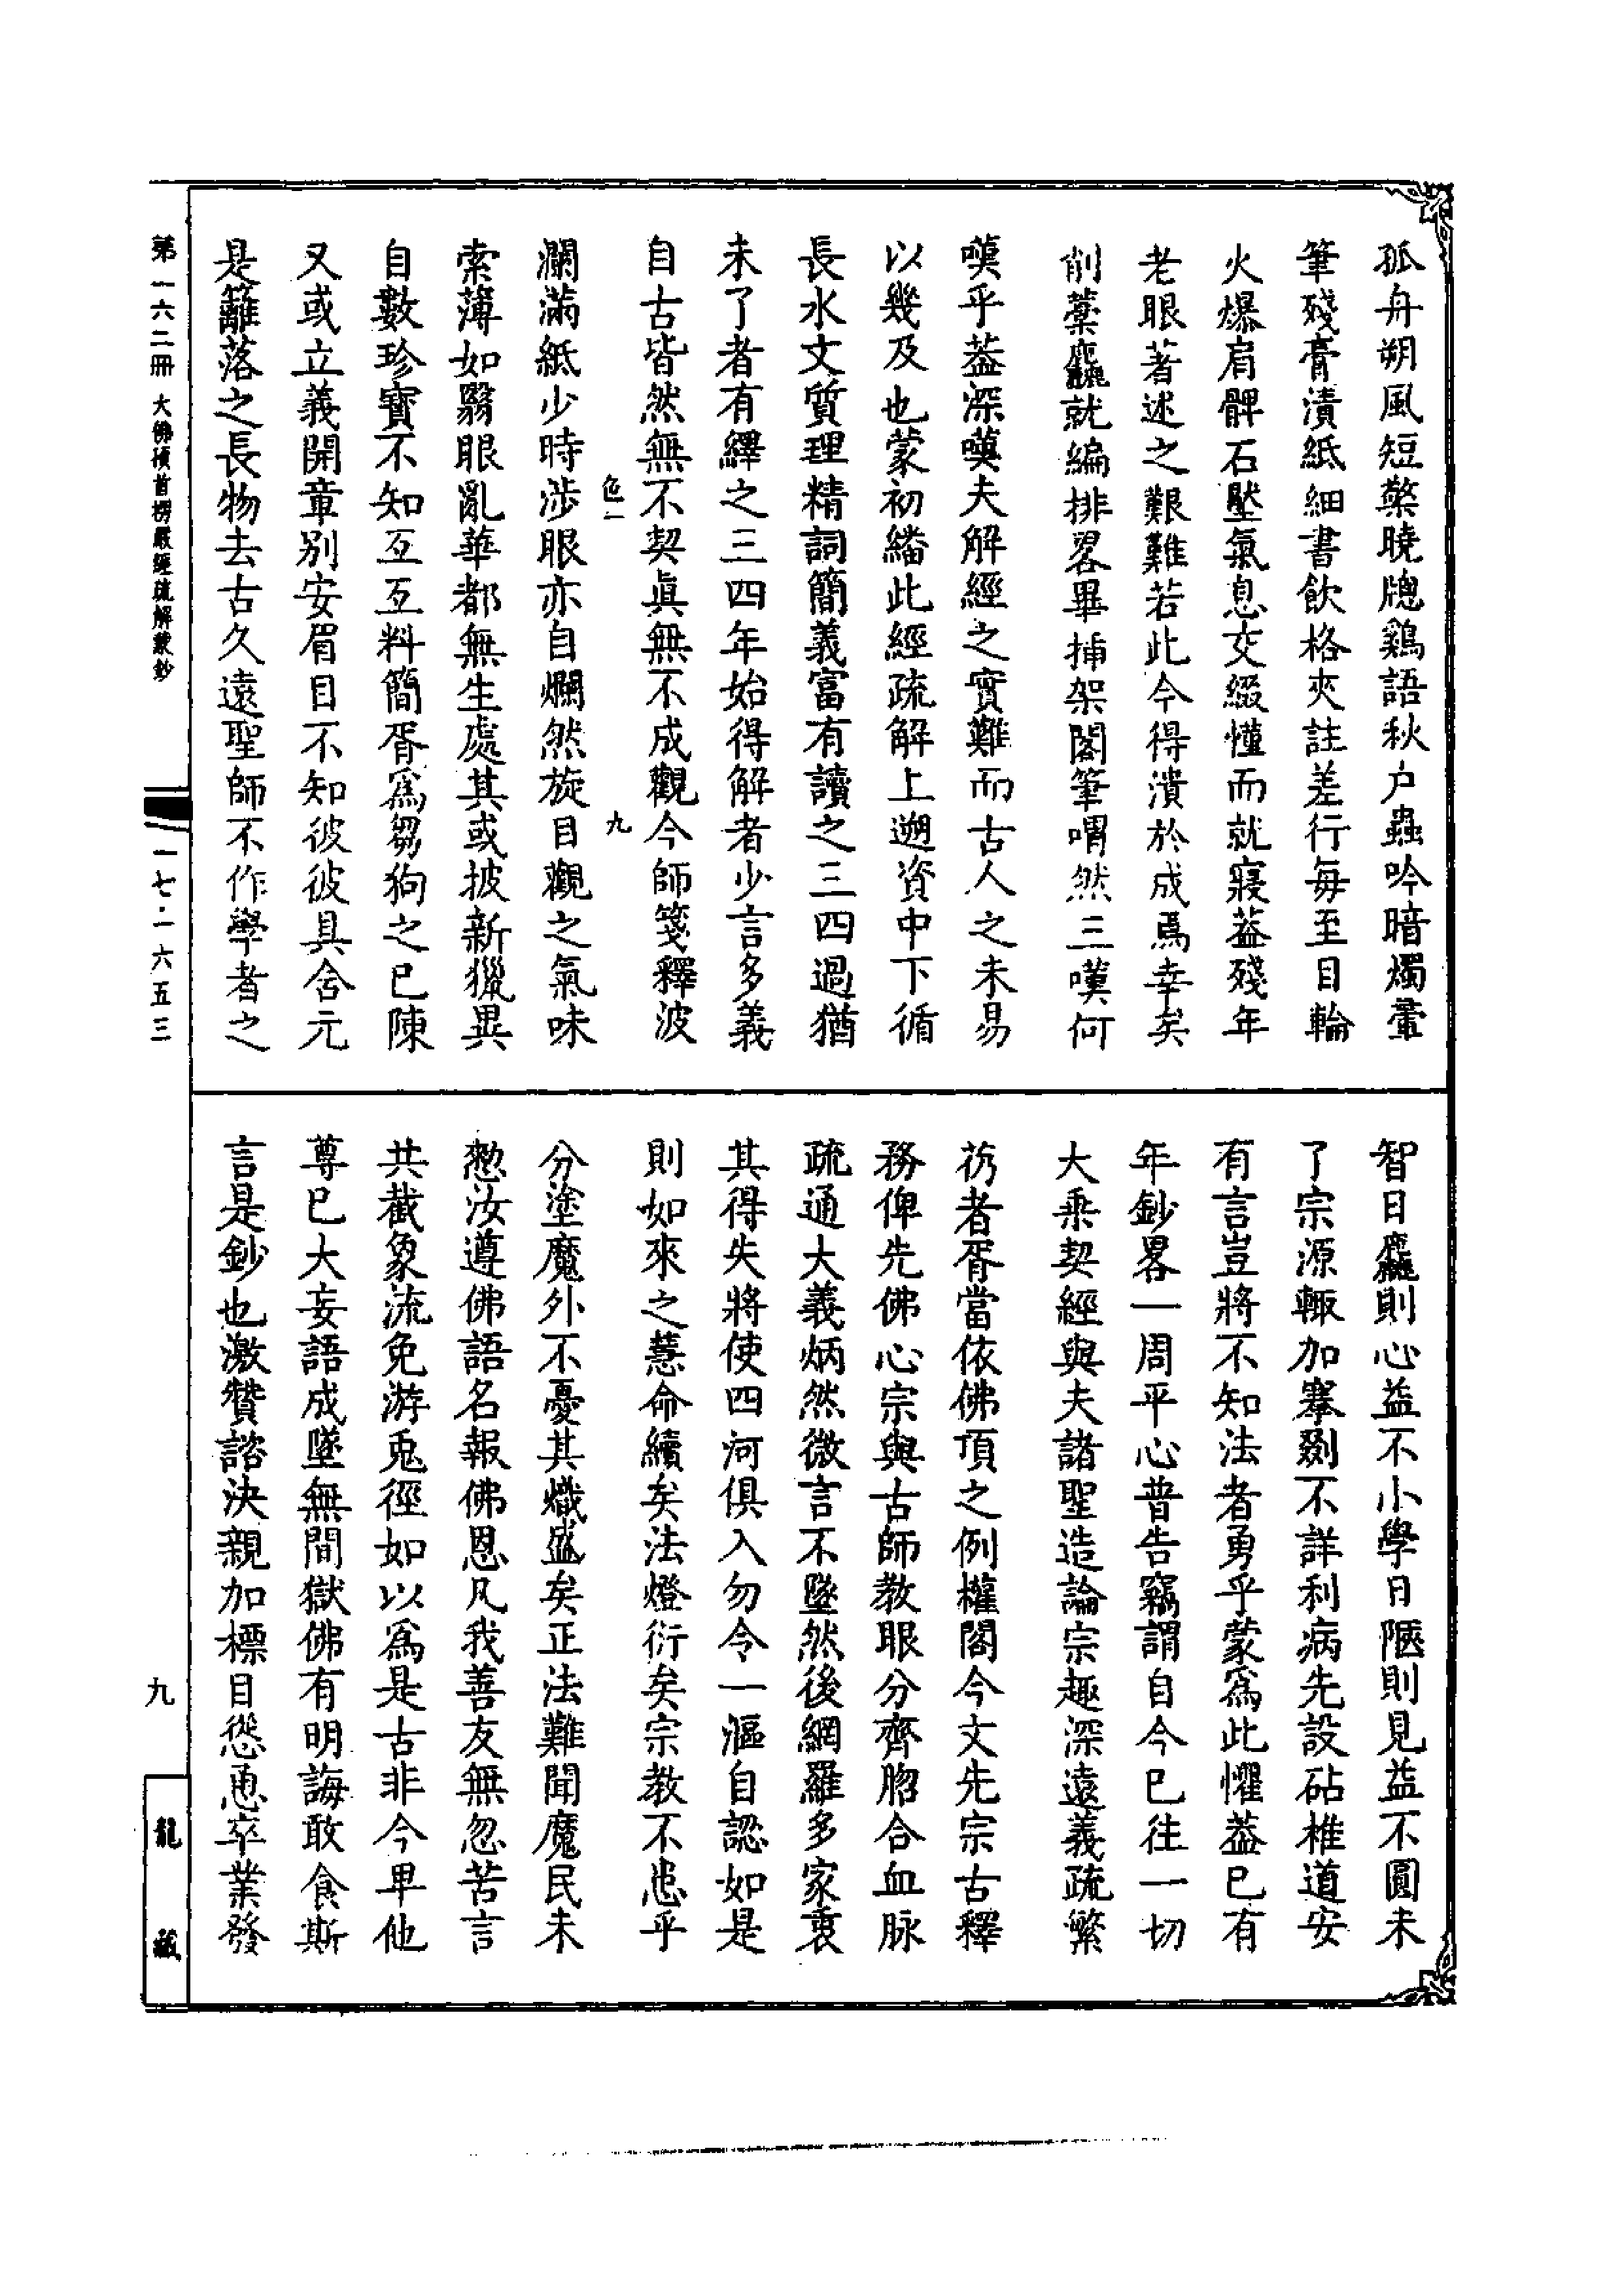 孤舟朔風短檠曉牕鷄語秋户蟲吟暗燭晝
筆殘膏漬紙細書飲格夾註差行每至目輪
火爆肩髀石壓氣息交綴慬而就寢葢殘年
老眼著述之艱難若此今得潰於成焉幸矣
削藁麤就編排畧畢揷架閣筆喟然三嘆何
嘆乎葢深嘆夫解經之實難而古人之未易
以幾及也蒙初繙此經疏解上遡資中下循
長水文質理精詞簡義富有讀之三四過猶
未了者有繹之三四年始得解者少言多義
自古皆然無不契眞無不成觀今師箋釋波
色一
九
瀾滿紙少時涉眼亦自爛然旋目觀之氣味
索薄如翳眼亂華都無生處其或披新獵異
自數珍寶不知互互料簡胥爲芻狗之已陳
又或立義開章別安眉目不知彼彼具舍元
是籬落之長物去古久遠聖師不作學者之
智日麤則心益不小學日陋則見益不圓未
了宗源輙加搴剟不詳利病先設砧椎道安
有言豈將不知法者勇乎蒙爲此懼葢已有
年鈔畧一周平心普告竊謂自今已往一切
大乘契經與夫諸聖造論宗趣深遠義疏繁
礽者胥當依佛頂之例權閣今文先宗古釋
務俾先佛心宗與古師教眼分齊脗合血脉
疏通大義炳然微言不墜然後網羅多家衷
其得失將使四河俱入勿令一漚自認如是
則如來之慧命續矣法燈衍矣宗教不患乎
分塗魔外不憂其熾盛矣正法難聞魔民未
憖汝遵佛語名報佛恩凡我善友無忽苦言
共截象流免游兎徑如以爲是古非今卑他
尊已大妄語成墜無間獄佛有明誨敢食斯
言是鈔也激贊諮決親加標目慫恿卒業發
第一六二冊 大佛頂首楞嚴經疏解蒙鈔
一七·一六五三
九
龍藏